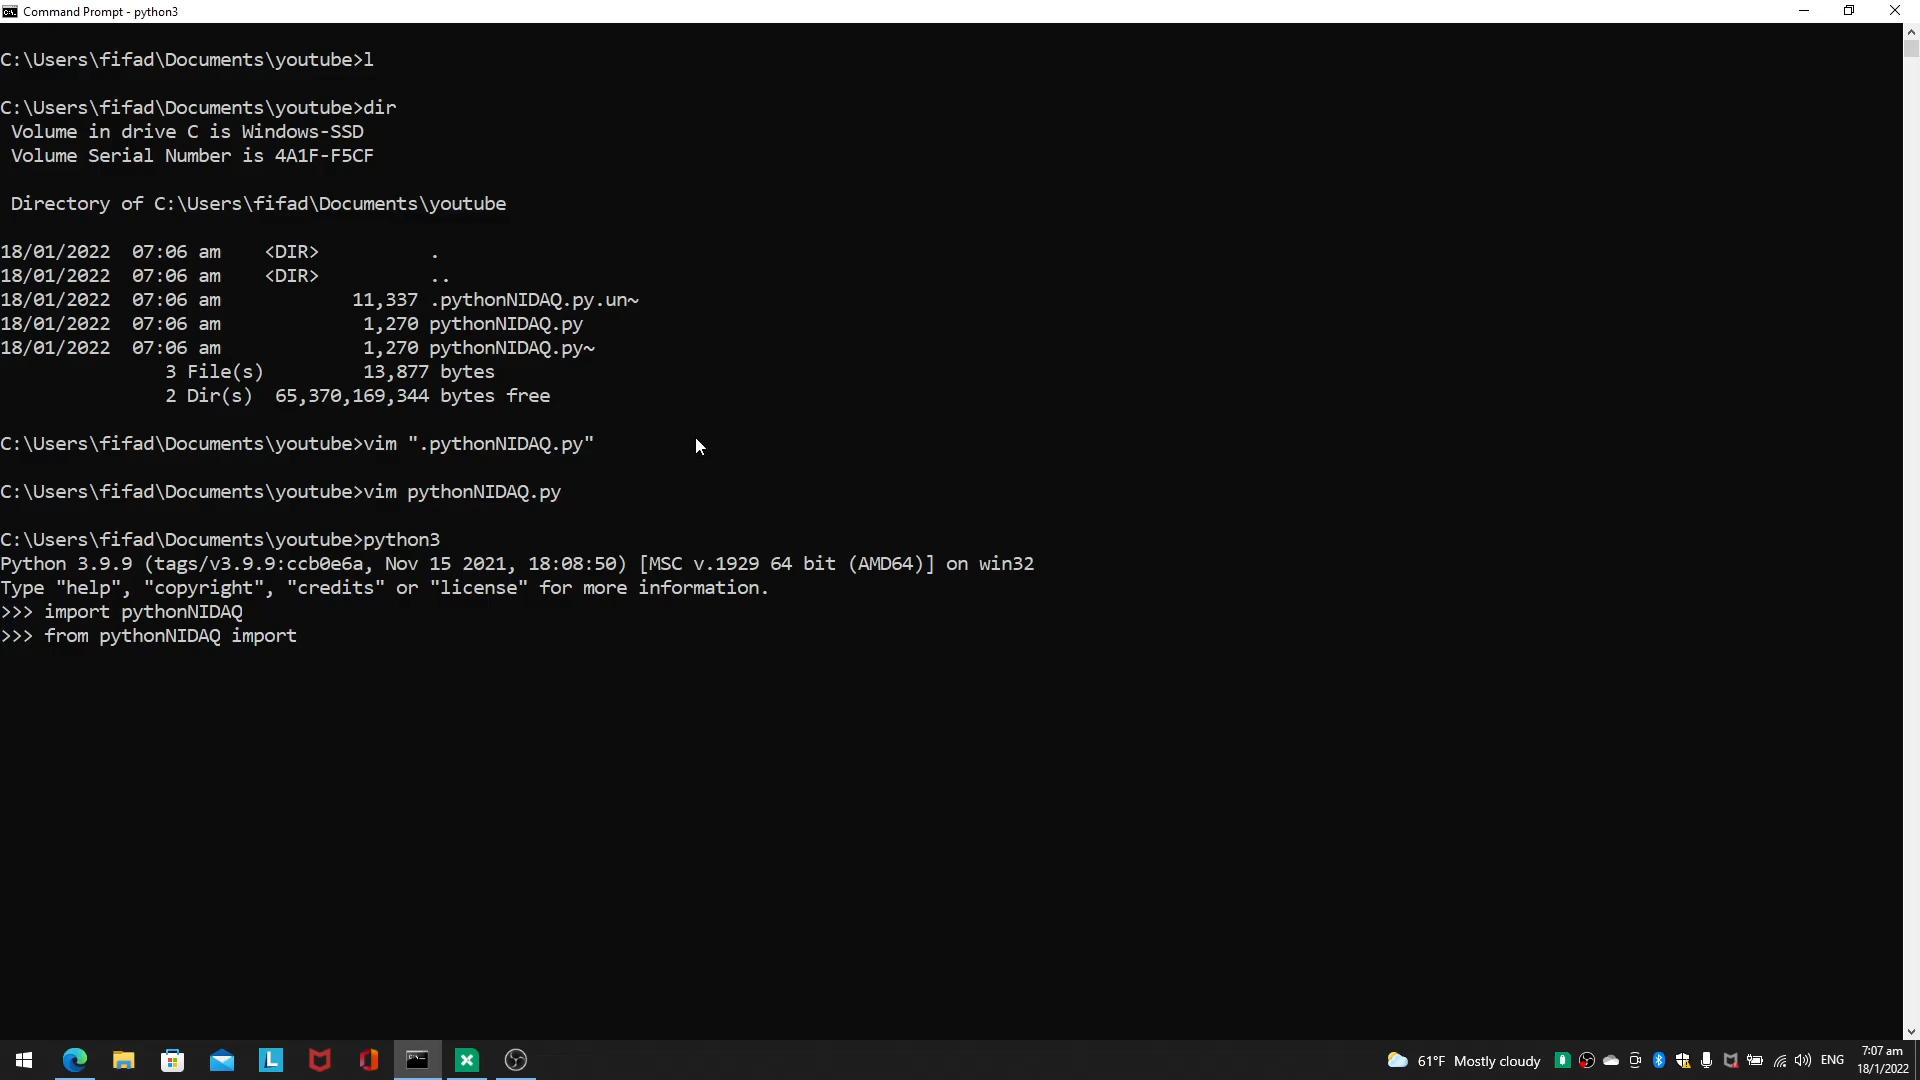 Command Prompt - python3
C:\Users\fifad\Documents\youtube>l
C:\Users\fifad\Documents\youtube>dir
Volume in drive C is Windows-SSD
Volume Serial Number is 4A1F-F5CF
Directory of C:\Users\fifad\Documents\youtube
18/01/2022  07:06 am    <DIR>          .
18/01/2022  07:06 am    <DIR>          ..
18/01/2022  07:06 am            11,337 .pythonNIDAQ.py.un~
18/01/2022  07:06 am             1,270 pythonNIDAQ.py
18/01/2022  07:06 am             1,270 pythonNIDAQ.py~
3 File(s)         13,877 bytes
2 Dir(s)  65,370,169,344 bytes free
C:\Users\fifad\Documents\youtube>vim ".pythonNIDAQ.py"
C:\Users\fifad\Documents\youtube>vim pythonNIDAQ.py
C:\Users\fifad\Documents\youtube>python3
Python 3.9.9 (tags/v3.9.9:ccb0e6a, Nov 15 2021, 18:08:50) [MSC v.1929 64 bit (AMD64)] on win32
Type "help", "copyright", "credits" or "license" for more information.
>>> import pythonNIDAQ
>>> from pythonNIDAQ import
61°F Mostly cloudy
ENG
7:07 am
18/1/2022